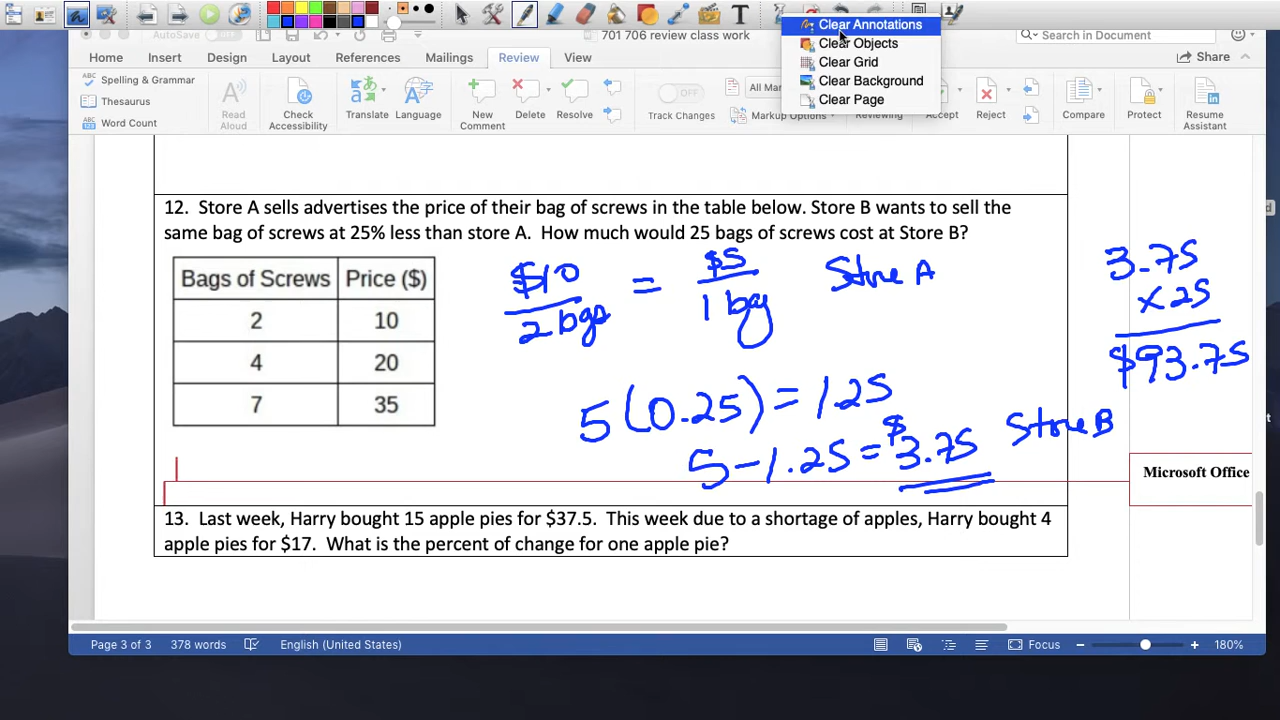 Clear Annotations
Clear Objects
Clear Grid
Clear Background
Clear Page
AutoSave OFF
701 706 review class work
Search in Document
Home Insert Design Layout References Mailings Review View
Share
Spelling & Grammar
Thesaurus
Word Count
Read Aloud
Check Accessibility
Translate
Language
New Comment
Delete
Resolve
OFF
Track Changes
All Mar
Markup Options
Reviewing
Accept
Reject
Compare
Protect
Resume Assistant
12. Store A sells advertises the price of their bag of screws in the table below. Store B wants to sell the
same bag of screws at 25% less than store A. How much would 25 bags of screws cost at Store B?
Bags of Screws Price ($)
2 10
4 20
7 35
$10 / 2 bgs = $5 / 1 bag Store A
5(0.25) = 1.25
5 - 1.25 = $3.75 Store B
3.75
x 25
$93.75
Microsoft Office
13. Last week, Harry bought 15 apple pies for $37.5. This week due to a shortage of apples, Harry bought 4
apple pies for $17. What is the percent of change for one apple pie?
Page 3 of 3 378 words English (United States) Focus 180%